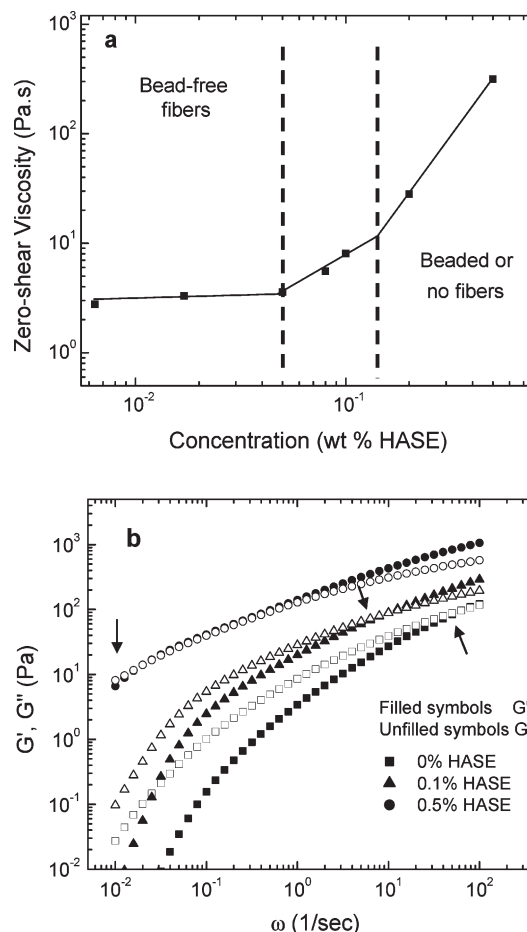 a
10³
10²
10¹
10⁰
Zero-shear Viscosity (Pa.s)
Bead-free
fibers
Beaded or
no fibers
10⁻² 10⁻¹
Concentration (wt % HASE)
b
10³
10²
10¹
10⁰
10⁻¹
10⁻²
G', G" (Pa)
Filled symbols G'
Unfilled symbols G
0% HASE
0.1% HASE
0.5% HASE
10⁻² 10⁻¹ 10⁰ 10¹ 10²
ω (1/sec)